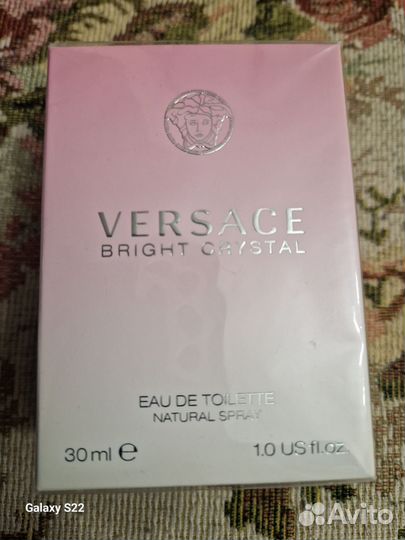 VERSACE
BRIGHT CRYSTAL
EAU DE TOILETTE
NATURAL SPRAY
30 ml e 1.0 US fl.oz.
Galaxy S22
Avito